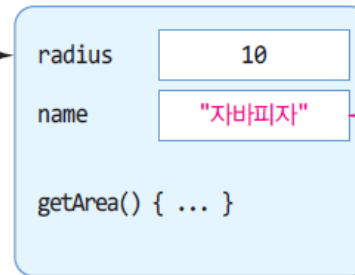 radius 10
name "자바피자"
getArea() { ... }